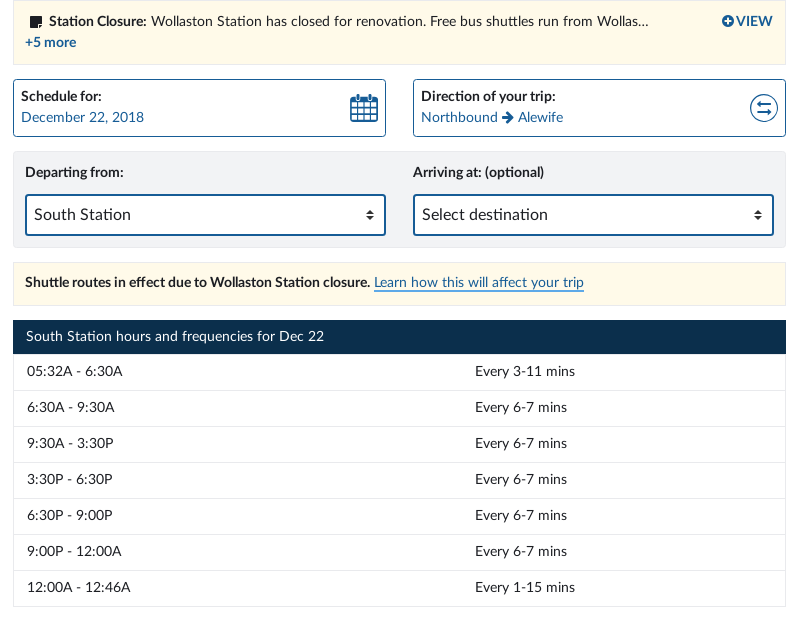 Station Closure: Wollaston Station has closed for renovation. Free bus shuttles run from Wollas...
VIEW
+5 more
Schedule for:
December 22, 2018
Direction of your trip:
Northbound → Alewife
Departing from:
South Station
Arriving at: (optional)
Select destination
Shuttle routes in effect due to Wollaston Station closure. Learn how this will affect your trip
South Station hours and frequencies for Dec 22
05:32A - 6:30A Every 3-11 mins
6:30A - 9:30A Every 6-7 mins
9:30A - 3:30P Every 6-7 mins
3:30P - 6:30P Every 6-7 mins
6:30P - 9:00P Every 6-7 mins
9:00P - 12:00A Every 6-7 mins
12:00A - 12:46A Every 1-15 mins